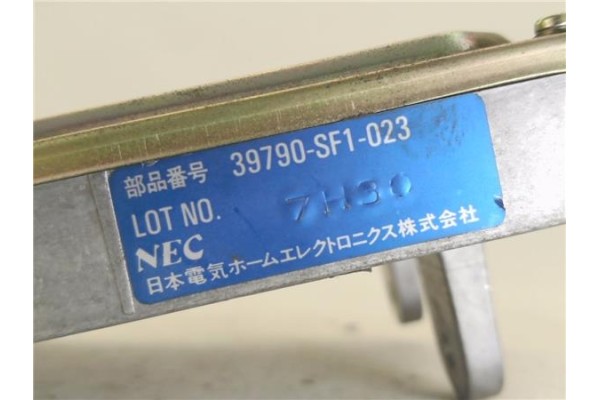 部品番号 39790-SF1-023
LOT NO. 7H30
NEC
日本電気ホームエレクトロニクス株式会社